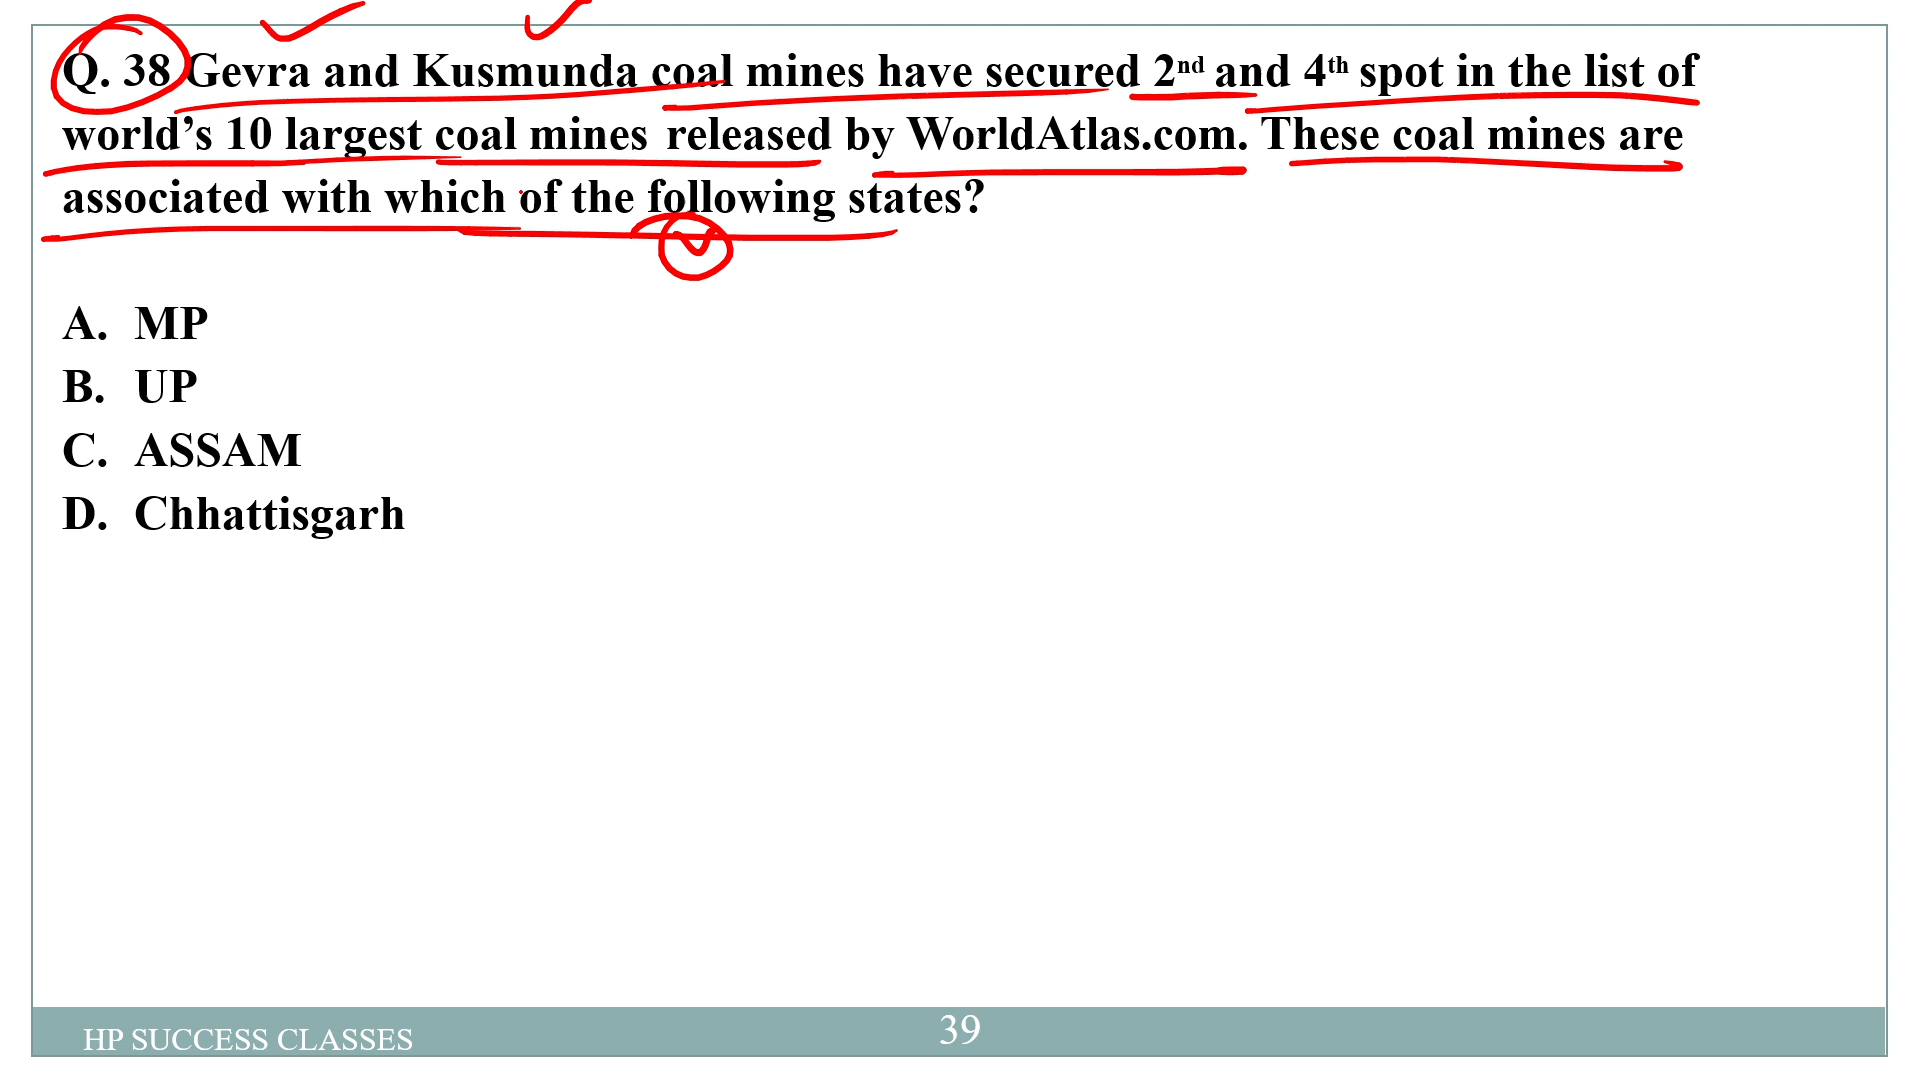 Q. 38 Gevra and Kusmunda coal mines have secured 2nd and 4th spot in the list of
world’s 10 largest coal mines released by WorldAtlas.com. These coal mines are
associated with which of the following states?
A. MP
B. UP
C. ASSAM
D. Chhattisgarh
HP SUCCESS CLASSES
39